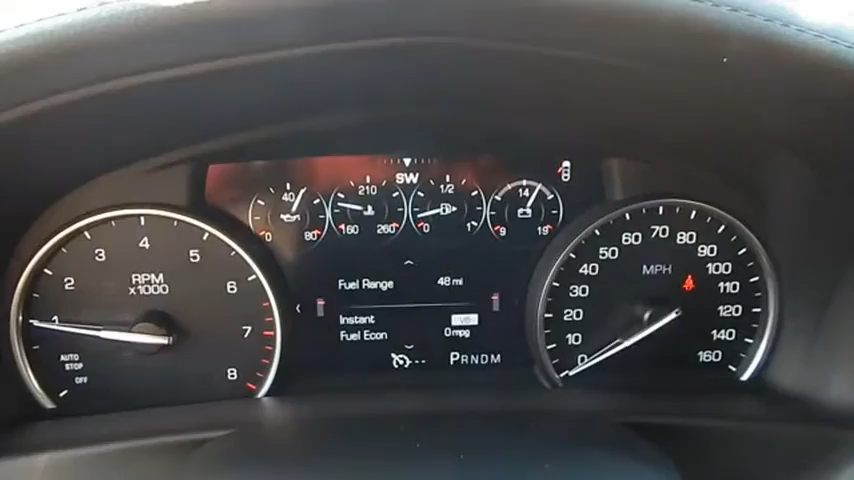 SW
40
0 80
210
160 260
1/2
0 1
14
9 19
1 2 3 4 5 6 7 8
RPM
x1000
AUTO
STOP
OFF
Fuel Range 48 mi
Instant V8
Fuel Econ 0 mpg
PRNDM
0 10 20 30 40 50 60 70 80 90 100 110 120 140 160
MPH